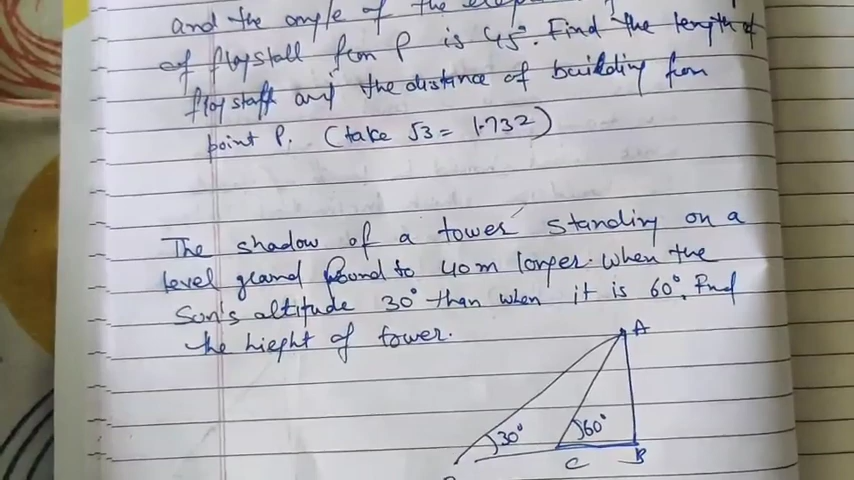 and the angle of the
of flagstall from P is 45°. Find the length of
flagstaff and the distance of building from
point P. (take √3 = 1.732)
The shadow of a tower standing on a
level ground found to 40m longer. when the
Sun's altitude 30° than when it is 60°. Find
the hieght of tower.
A
30°
60°
C
B